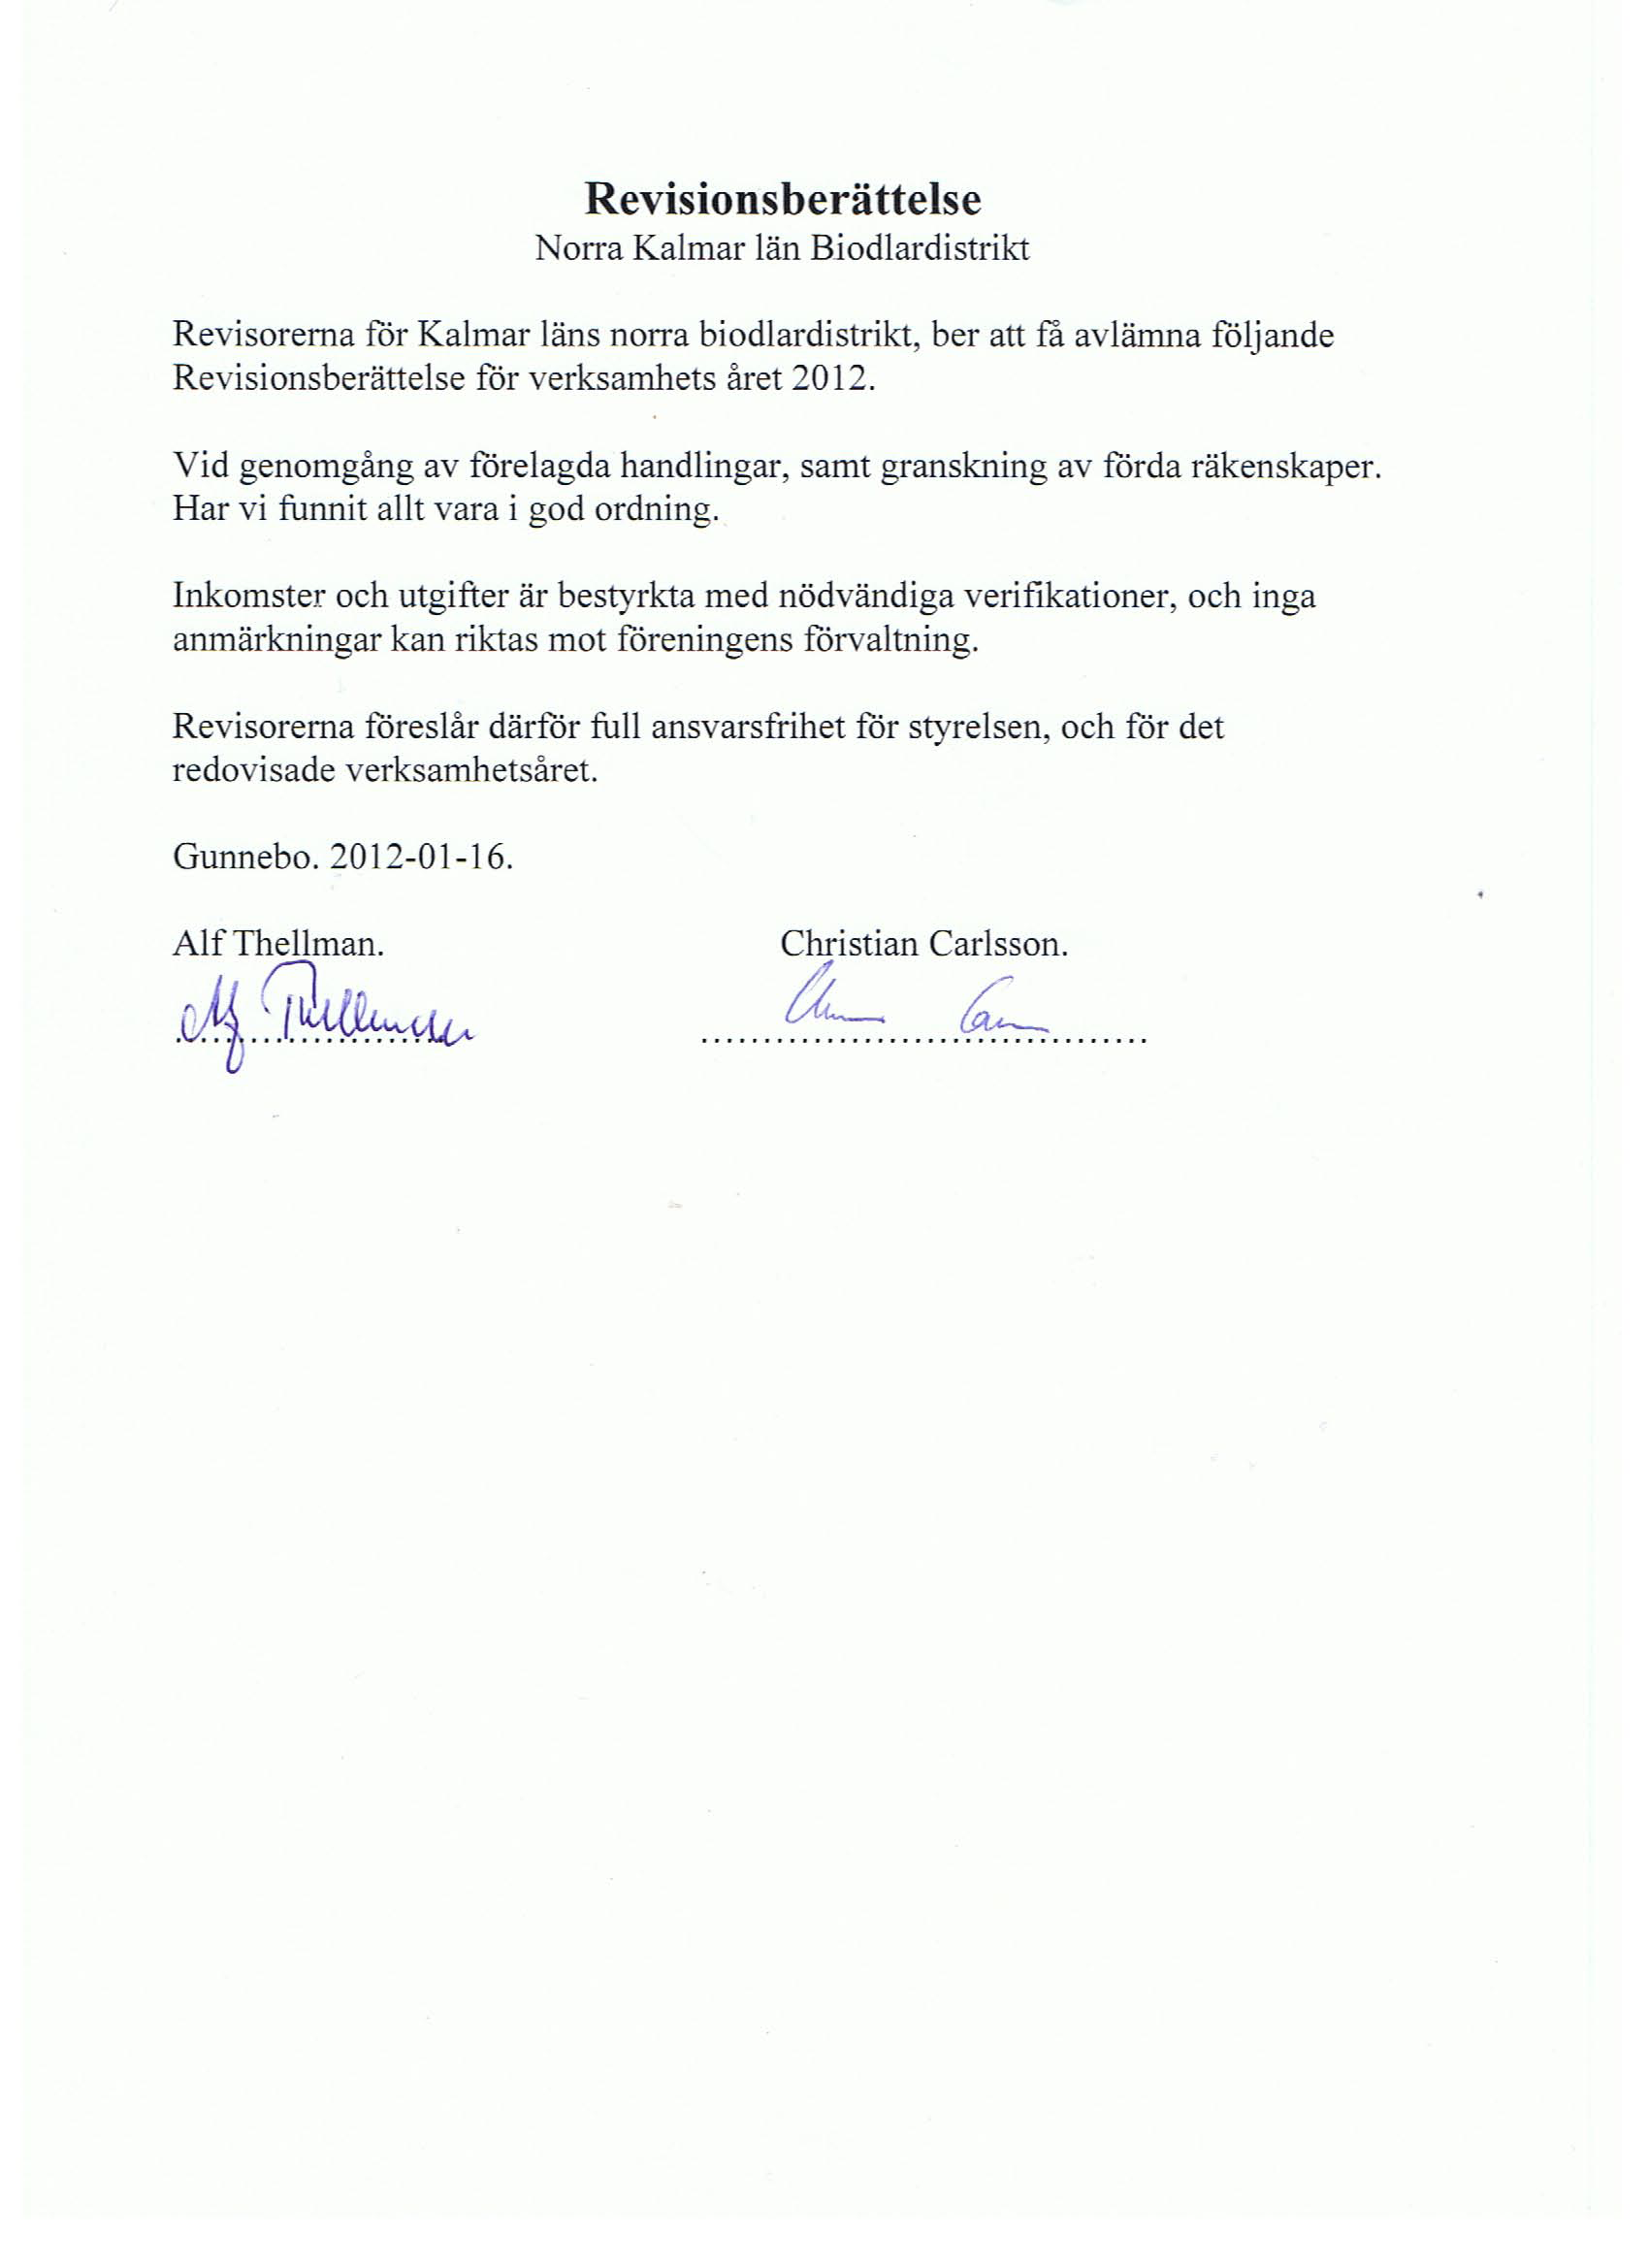 Revisionsberättelse
Norra Kalmar län Biodlardistrikt
Revisorerna för Kalmar läns norra biodlardistrikt, ber att få avlämna följande
Revisionsberättelse för verksamhets året 2012.
Vid genomgång av förelagda handlingar, samt granskning av förda räkenskaper.
Har vi funnit allt vara i god ordning.
Inkomster och utgifter är bestyrkta med nödvändiga verifikationer, och inga
anmärkningar kan riktas mot föreningens förvaltning.
Revisorerna föreslår därför full ansvarsfrihet för styrelsen, och för det
redovisade verksamhetsåret.
Gunnebo. 2012-01-16.
Alf Thellman. Christian Carlsson.
Alf Thellman